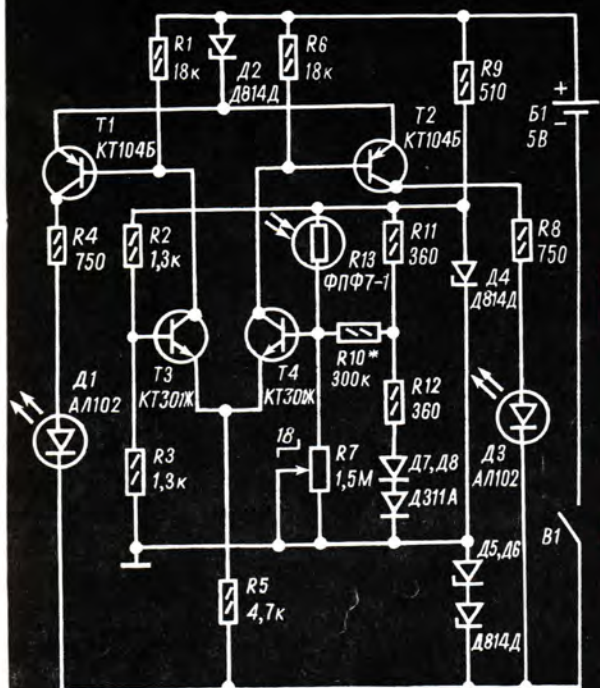 R1
18к
Д2
Д814Д
R6
18к
R9
510
+
−
Б1
5В
T1
КТ104Б
T2
КТ104Б
R4
750
R2
1,3к
R13
ФПФ7-1
R11
360
Д4
Д814Д
R8
750
T3
КТ301Ж
T4
КТ301Ж
R10*
300к
Д1
АЛ102
R3
1,3к
18
R7
1,5М
R12
360
Д7,Д8
Д311А
Д3
АЛ102
В1
Д5,Д6
Д814Д
R5
4,7к